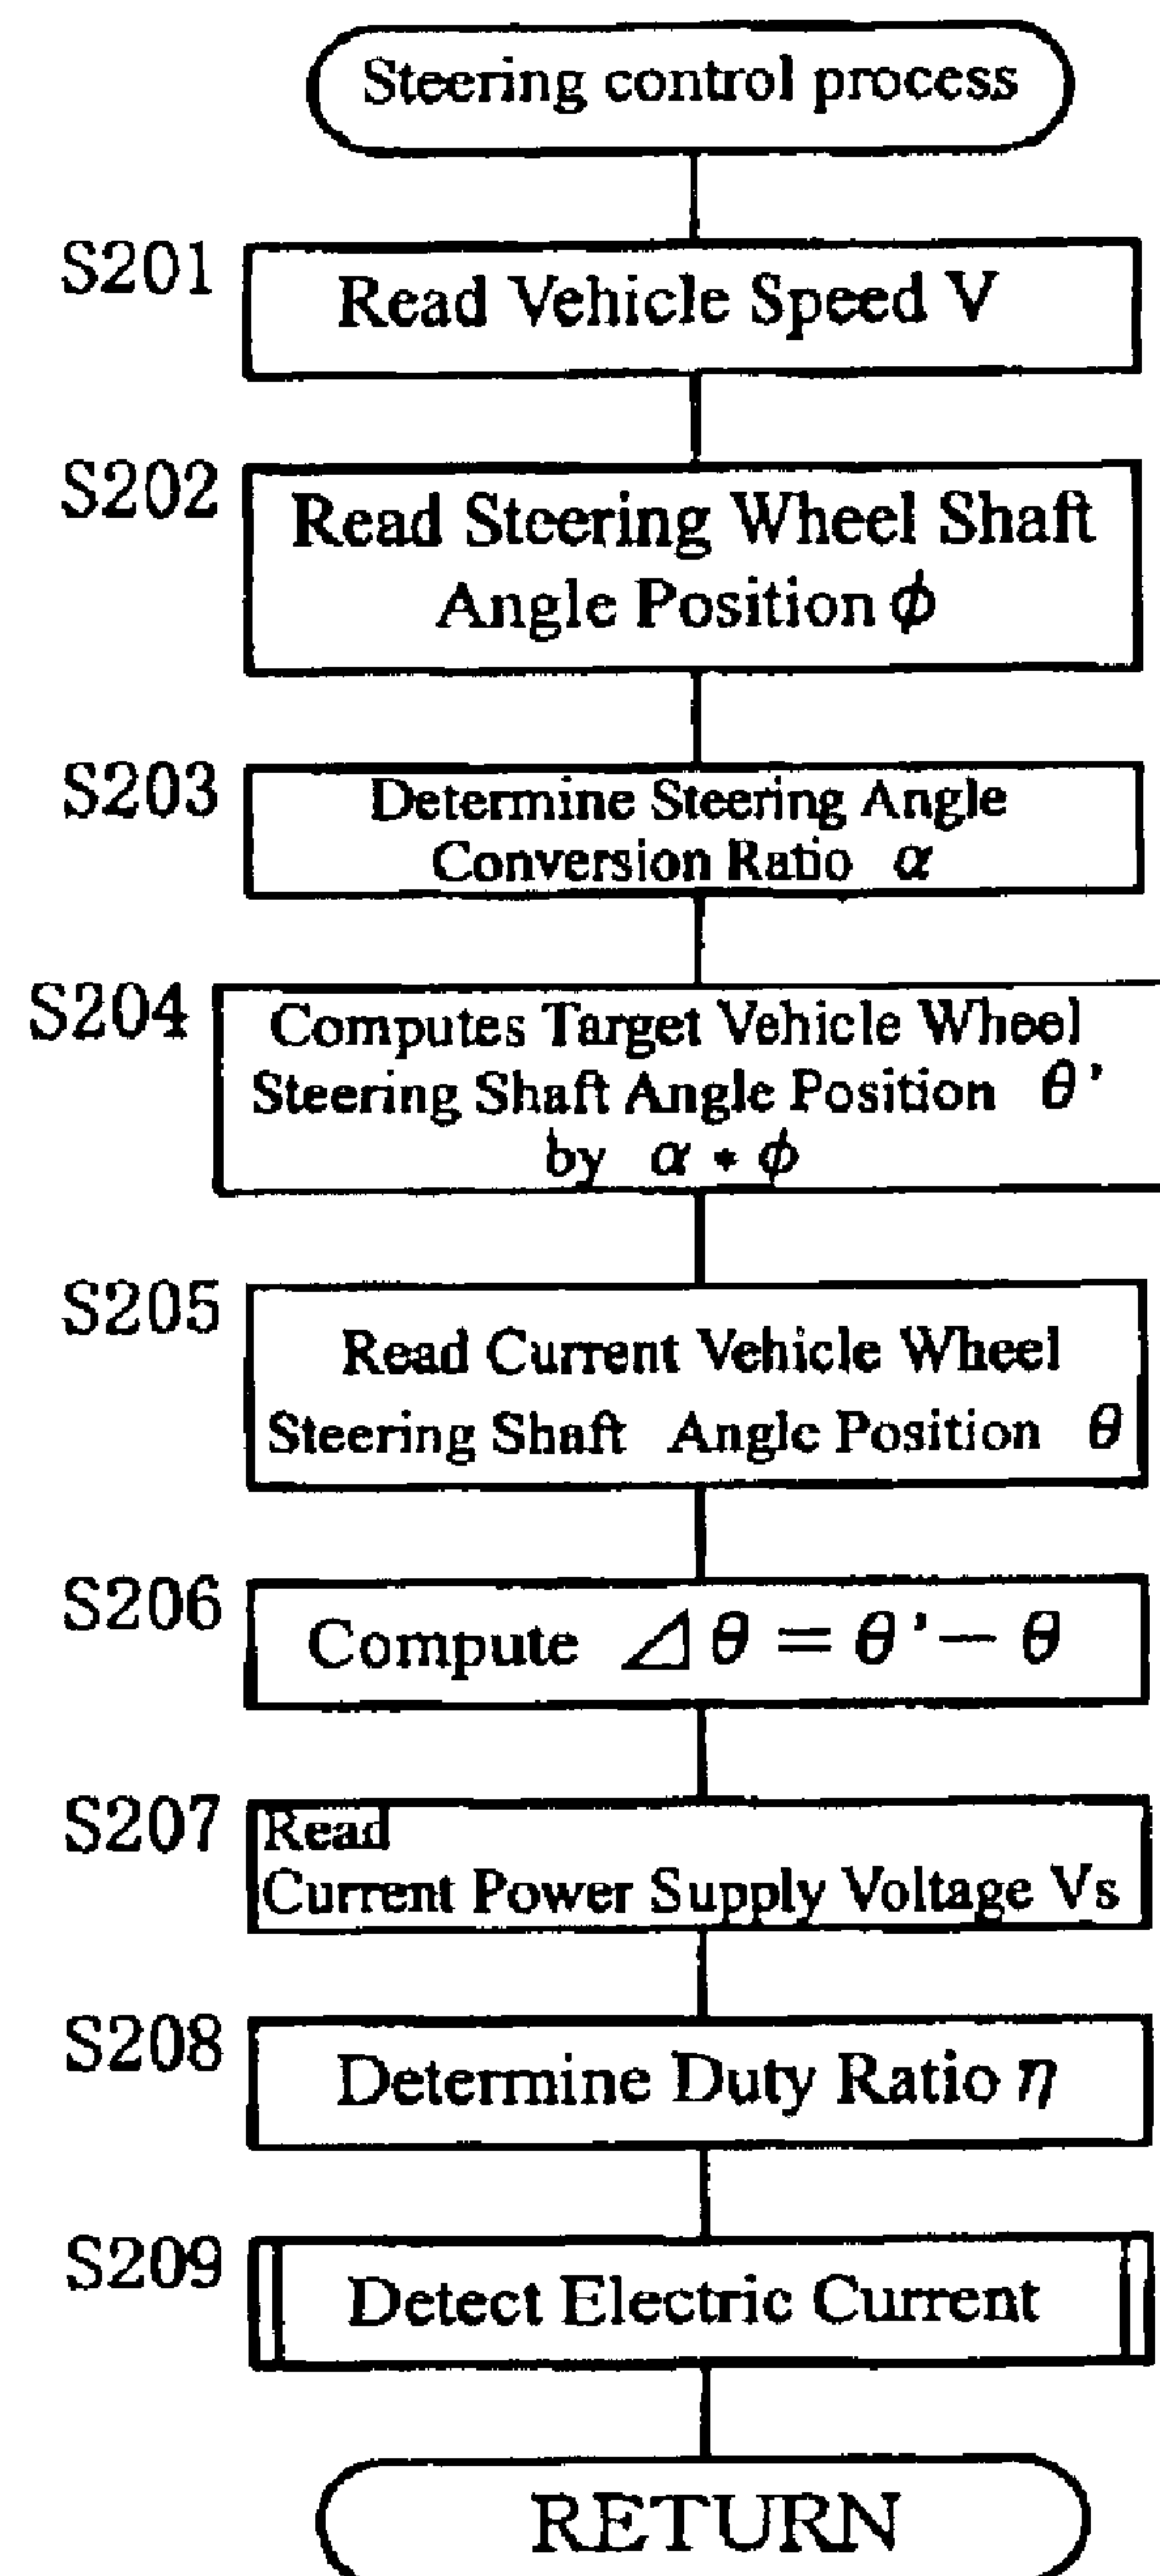 Steering control process
S201
Read Vehicle Speed V
S202
Read Steering Wheel Shaft
Angle Position ϕ
S203
Determine Steering Angle
Conversion Ratio α
S204
Computes Target Vehicle Wheel
Steering Shaft Angle Position θ'
by α * ϕ
S205
Read Current Vehicle Wheel
Steering Shaft Angle Position θ
S206
Compute ⊿θ = θ'− θ
S207
Read
Current Power Supply Voltage Vs
S208
Determine Duty Ratio η
S209
Detect Electric Current
RETURN